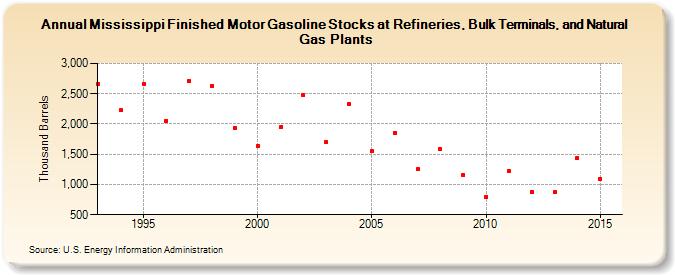 Annual Mississippi Finished Motor Gasoline Stocks at Refineries, Bulk Terminals, and Natural
Gas Plants
Thousand Barrels
3,000
2,500
2,000
1,500
1,000
500
1995
2000
2005
2010
2015
Source: U.S. Energy Information Administration